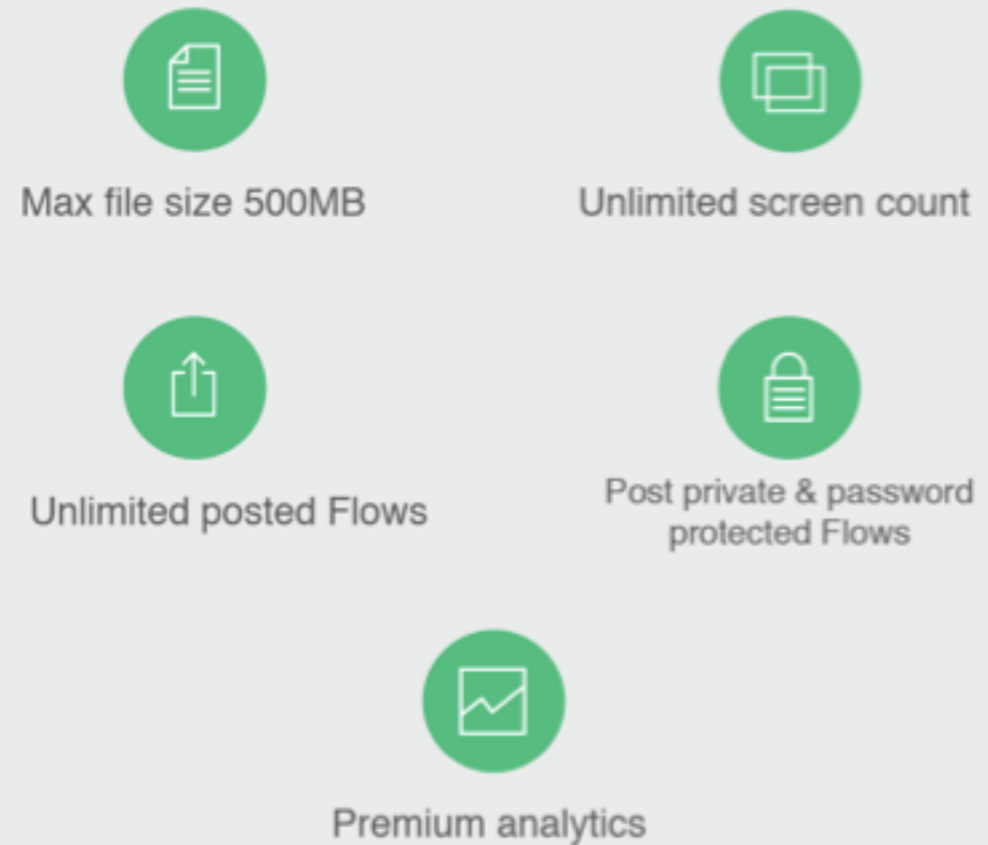 Max file size 500MB
Unlimited screen count
Unlimited posted Flows
Post private & password
protected Flows
Premium analytics